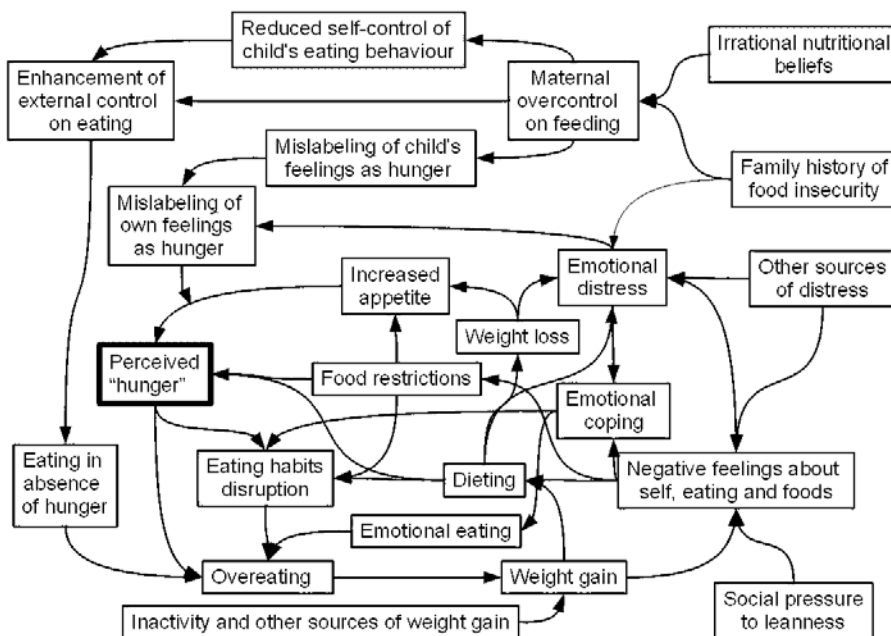 Reduced self-control of
child's eating behaviour
Irrational nutritional
beliefs
Enhancement of
external control
on eating
Maternal
overcontrol
on feeding
Mislabeling of child's
feelings as hunger
Family history of
food insecurity
Mislabeling of
own feelings
as hunger
Increased
appetite
Emotional
distress
Other sources
of distress
Weight loss
Perceived
“hunger”
Food restrictions
Emotional
coping
Eating in
absence
of hunger
Eating habits
disruption
Dieting
Negative feelings about
self, eating and foods
Emotional eating
Overeating
Weight gain
Social pressure
to leanness
Inactivity and other sources of weight gain